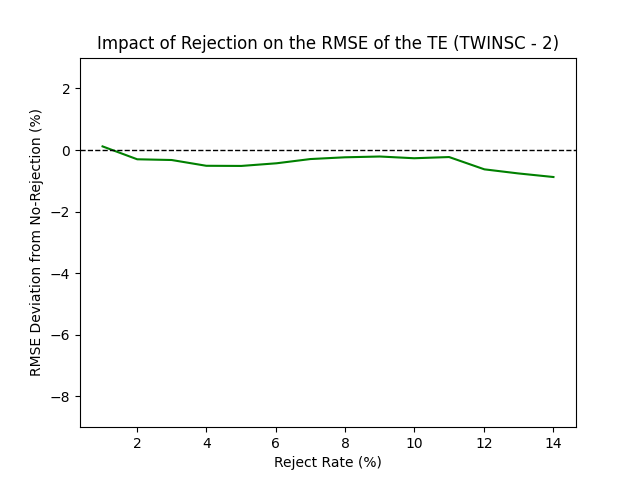 Impact of Rejection on the RMSE of the TE (TWINSC - 2)
RMSE Deviation from No-Rejection (%)
2
0
−2
−4
−6
−8
2 4 6 8 10 12 14
Reject Rate (%)